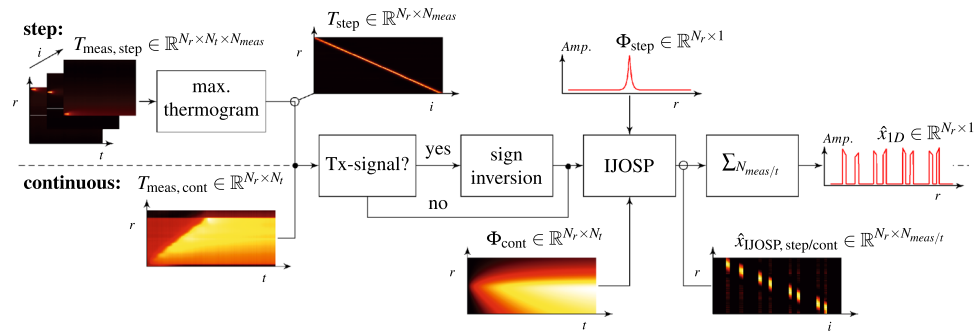 step:
T_meas, step ∈ ℝ^{N_r×N_t×N_meas}
i
r
t
max.
thermogram
T_step ∈ ℝ^{N_r×N_meas}
r
i
Φ_step ∈ ℝ^{N_r×1}
Amp.
r
continuous:
T_meas, cont ∈ ℝ^{N_r×N_t}
r
t
Tx-signal?
yes
no
sign
inversion
IJOSP
Σ_{N_meas/t}
Amp.
x̂_{1D} ∈ ℝ^{N_r×1}
r
Φ_cont ∈ ℝ^{N_r×N_t}
r
t
x̂_{IJOSP, step/cont} ∈ ℝ^{N_r×N_meas/t}
r
i